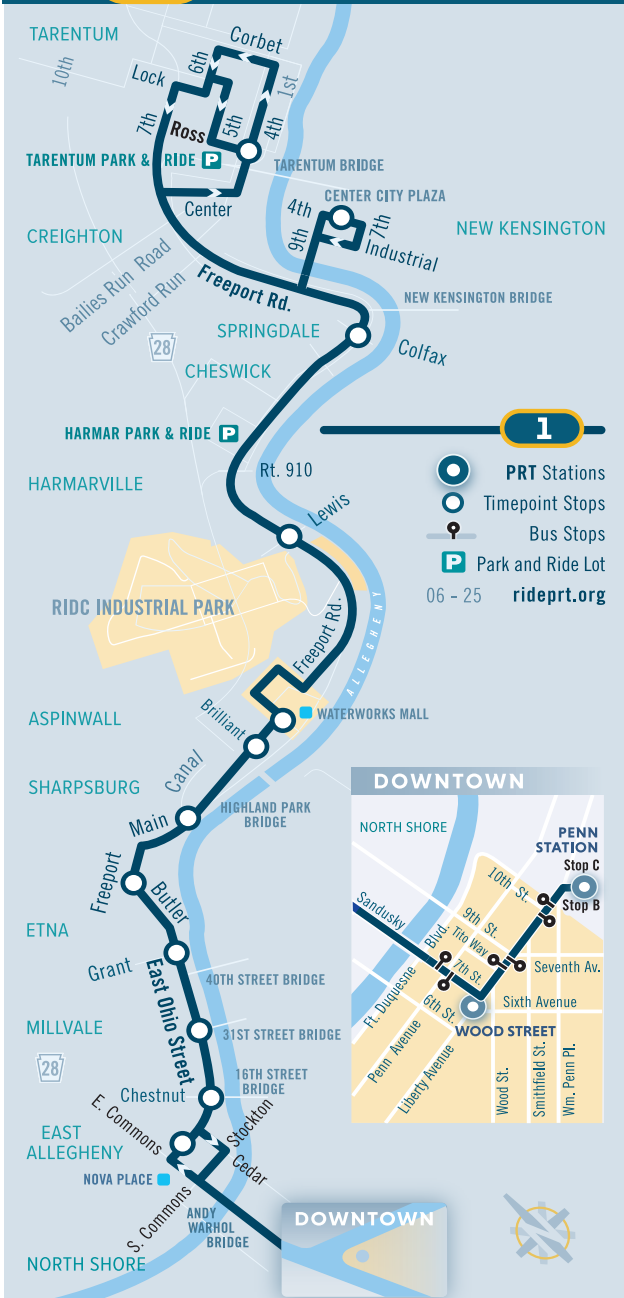 TARENTUM
Corbet
6th
10th
Lock
1st
7th
Ross
5th
4th
TARENTUM PARK & RIDE P
TARENTUM BRIDGE
Center
CENTER CITY PLAZA
4th
7th
9th
Industrial
NEW KENSINGTON
CREIGHTON
Bailies Run Road
Crawford Run
Freeport Rd.
NEW KENSINGTON BRIDGE
28
SPRINGDALE
Colfax
CHESWICK
HARMAR PARK & RIDE P
1
Rt. 910
PRT Stations
HARMARVILLE
Timepoint Stops
Lewis
Bus Stops
P Park and Ride Lot
06 - 25 rideprt.org
RIDC INDUSTRIAL PARK
Freeport Rd.
ALLEGHENY
Brilliant
WATERWORKS MALL
ASPINWALL
Canal
SHARPSBURG
HIGHLAND PARK
BRIDGE
Main
Freeport
Butler
ETNA
Grant
40TH STREET BRIDGE
East Ohio Street
MILLVALE
31ST STREET BRIDGE
28
16TH STREET
BRIDGE
Chestnut
E. Commons
Stockton
EAST
ALLEGHENY
Cedar
NOVA PLACE
S. Commons
ANDY
WARHOL
BRIDGE
NORTH SHORE
DOWNTOWN
DOWNTOWN
NORTH SHORE
PENN
STATION
Stop C
10th St.
Stop B
Sandusky
9th St.
Blvd.
Tito Way
7th St.
Seventh Av.
Ft. Duquesne
6th St.
Sixth Avenue
WOOD STREET
Penn Avenue
Liberty Avenue
Wood St.
Smithfield St.
Wm. Penn Pl.